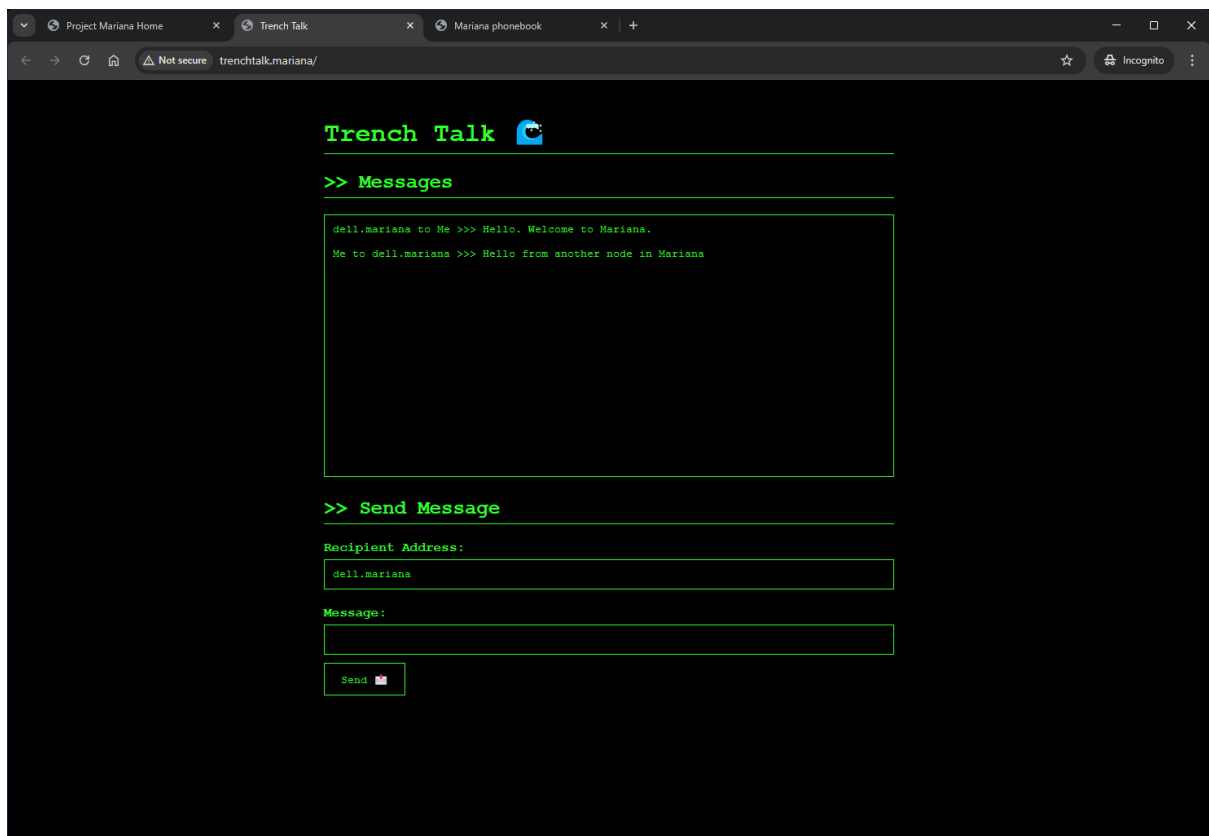 Project Mariana Home
Trench Talk
Mariana phonebook
Not secure trenchtalk.mariana/
Incognito
Trench Talk 🌊
>> Messages
dell.mariana to Me >>> Hello. Welcome to Mariana.
Me to dell.mariana >>> Hello from another node in Mariana
>> Send Message
Recipient Address:
dell.mariana
Message:
Send 📩